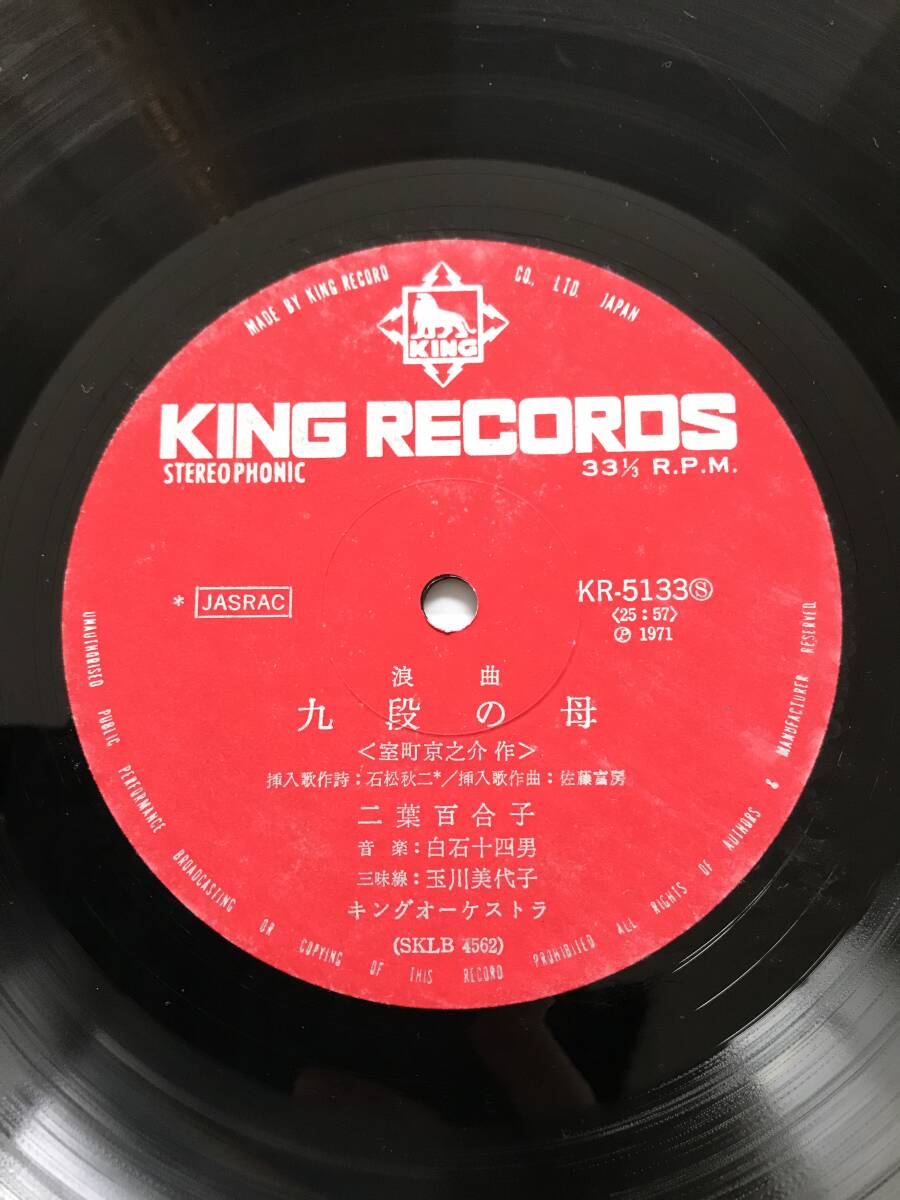 MADE BY KING RECORD CO., LTD. JAPAN
KING
KING RECORDS
STEREOPHONIC
33⅓ R.P.M.
* JASRAC
KR-5133Ⓢ
〈25:57〉
Ⓟ 1971
浪曲
九段の母
〈室町京之介 作〉
挿入歌作詩:石松秋二*/挿入歌作曲:佐藤富房
二葉百合子
音楽:白石十四男
三味線:玉川美代子
キングオーケストラ
(SKLB 4562)
UNAUTHORISED PUBLIC PERFORMANCE BROADCASTING OR COPYING OF THIS RECORD PROHIBITED ALL RIGHTS OF AUTHORS & MANUFACTURER RESERVED